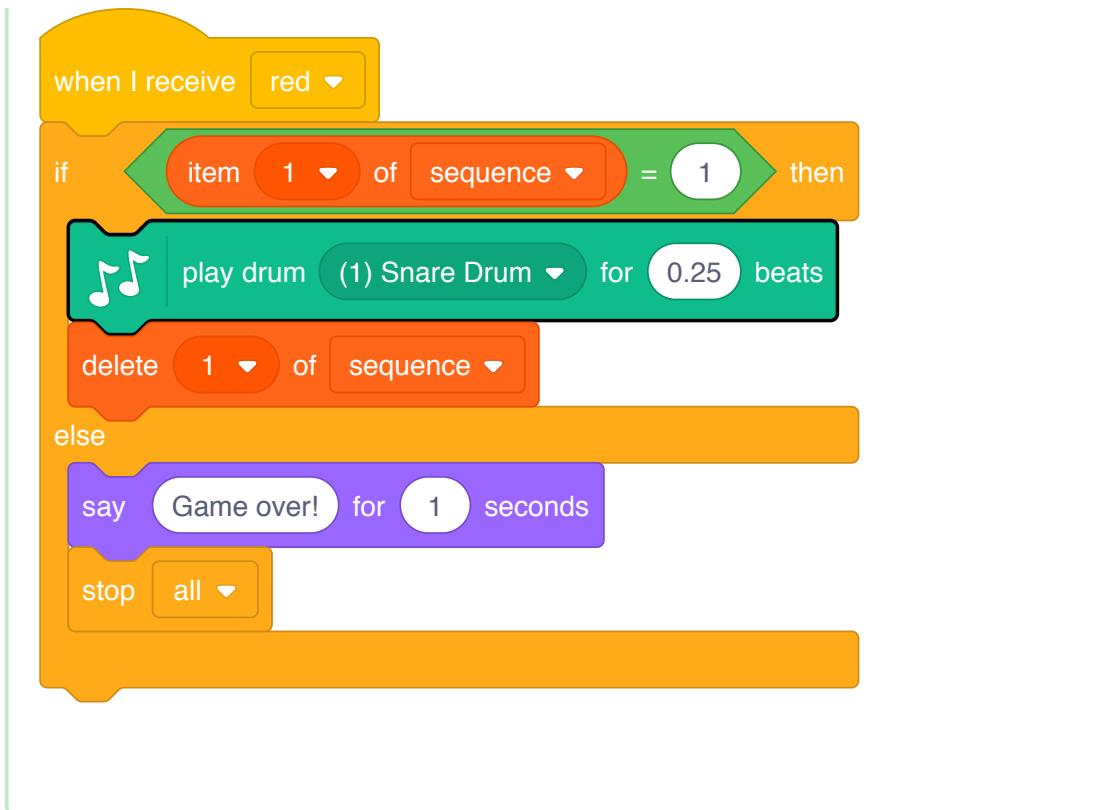 when I receive red
if item 1 of sequence = 1 then
play drum (1) Snare Drum for 0.25 beats
delete 1 of sequence
else
say Game over! for 1 seconds
stop all